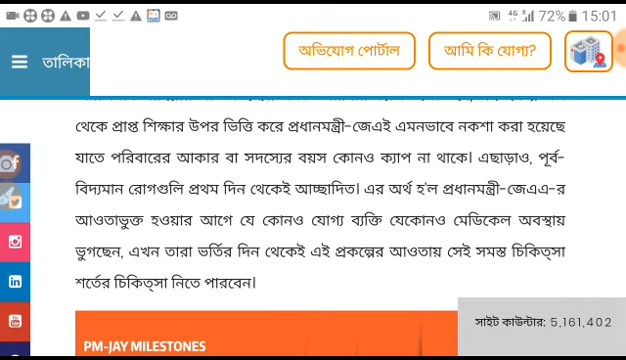 4G
72%
15:01
তালিকা
অভিযোগ পোর্টাল
আমি কি যোগ্য?
থেকে প্রাপ্ত শিক্ষার উপর ভিত্তি করে প্রধানমন্ত্রী-জেএই এমনভাবে নকশা করা হয়েছে
যাতে পরিবারের আকার বা সদস্যের বয়স কোনও ক্যাপ না থাকে। এছাড়াও, পূর্ব-
বিদ্যমান রোগগুলি প্রথম দিন থেকেই আচ্ছাদিত। এর অর্থ হ'ল প্রধানমন্ত্রী-জেএএ-র
আওতাভুক্ত হওয়ার আগে যে কোনও যোগ্য ব্যক্তি যেকোনও মেডিকেল অবস্থায়
ভুগছেন, এখন তারা ভর্তির দিন থেকেই এই প্রকল্পের আওতায় সেই সমস্ত চিকিত্সা
শর্তের চিকিত্সা নিতে পারবেন।
সাইট কাউন্টার: 5,161,402
PM-JAY MILESTONES